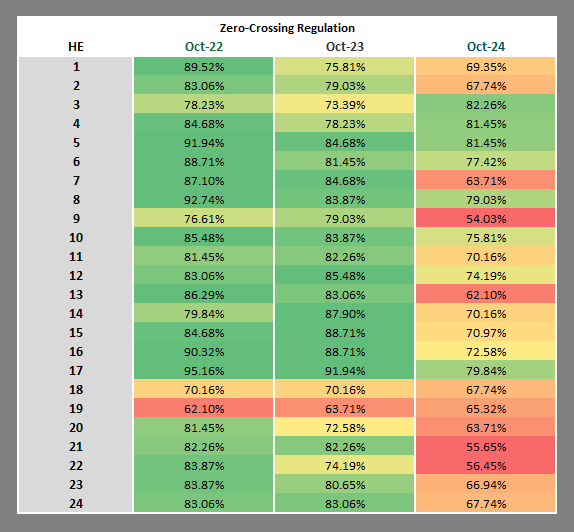 Zero-Crossing Regulation
HE Oct-22 Oct-23 Oct-24
1 89.52% 75.81% 69.35%
2 83.06% 79.03% 67.74%
3 78.23% 73.39% 82.26%
4 84.68% 78.23% 81.45%
5 91.94% 84.68% 81.45%
6 88.71% 81.45% 77.42%
7 87.10% 84.68% 63.71%
8 92.74% 83.87% 79.03%
9 76.61% 79.03% 54.03%
10 85.48% 83.87% 75.81%
11 81.45% 82.26% 70.16%
12 83.06% 85.48% 74.19%
13 86.29% 83.06% 62.10%
14 79.84% 87.90% 70.16%
15 84.68% 88.71% 70.97%
16 90.32% 88.71% 72.58%
17 95.16% 91.94% 79.84%
18 70.16% 70.16% 67.74%
19 62.10% 63.71% 65.32%
20 81.45% 72.58% 63.71%
21 82.26% 82.26% 55.65%
22 83.87% 74.19% 56.45%
23 83.87% 80.65% 66.94%
24 83.06% 83.06% 67.74%